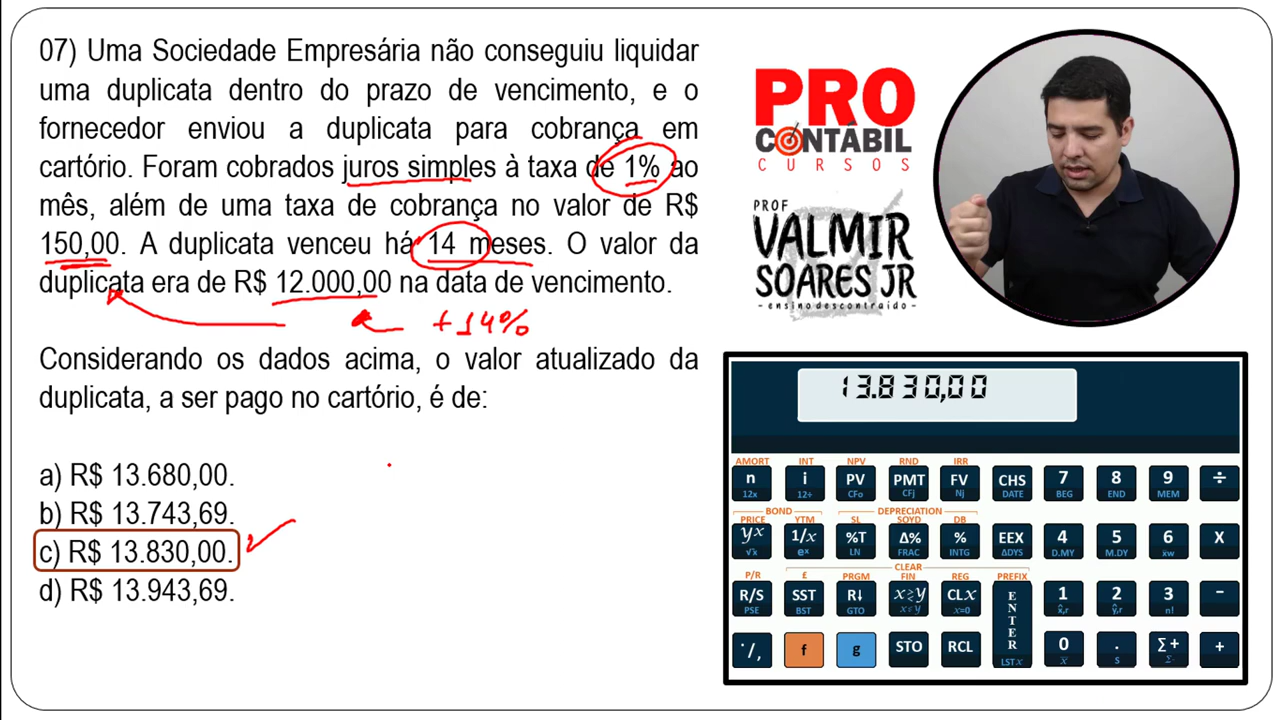 07) Uma Sociedade Empresária não conseguiu liquidar
uma duplicata dentro do prazo de vencimento, e o
fornecedor enviou a duplicata para cobrança em
cartório. Foram cobrados juros simples à taxa de 1% ao
mês, além de uma taxa de cobrança no valor de R$
150,00. A duplicata venceu há 14 meses. O valor da
duplicata era de R$ 12.000,00 na data de vencimento.
+14%
Considerando os dados acima, o valor atualizado da
duplicata, a ser pago no cartório, é de:
a) R$ 13.680,00.
b) R$ 13.743,69.
c) R$ 13.830,00.
d) R$ 13.943,69.
PRO
CONTÁBIL
CURSOS
PROF
VALMIR
SOARES JR
-ensino descontraído-
13.830,00
AMORT INT NPV RND IRR
n i PV PMT FV CHS 7 8 9 ÷
12x 12÷ CFo CFj Nj DATE BEG END MEM
BOND DEPRECIATION
PRICE YTM SL SOYD DB
yx 1/x %T Δ% % EEX 4 5 6 X
√x ex LN FRAC INTG ΔDYS D.MY M.DY x̄w
CLEAR
P/R £ PRGM FIN REG PREFIX
R/S SST R↓ x≷y CLx ENTER 1 2 3 −
PSE BST GTO x≤y x=0 x̂,r ŷ,r n!
·/, f g STO RCL 0 . Σ+ +
LSTx x̄ S Σ-